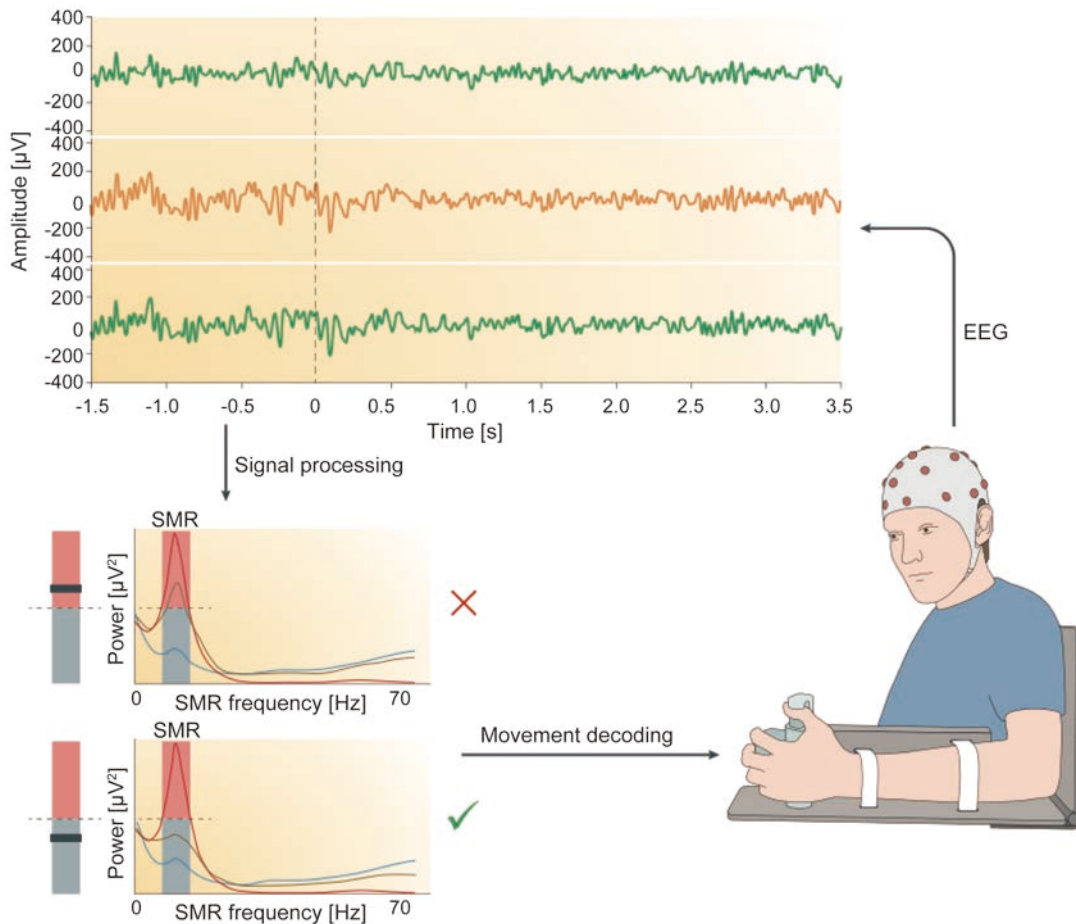 400
200
0
-200
-400
400
200
0
-200
-400
400
200
0
-200
-400
Amplitude [µV]
-1.5 -1.0 -0.5 0 0.5 1.0 1.5 2.0 2.5 3.0 3.5
Time [s]
EEG
Signal processing
SMR
Power [µV²]
0 70
SMR frequency [Hz]
SMR
Power [µV²]
0 70
SMR frequency [Hz]
Movement decoding